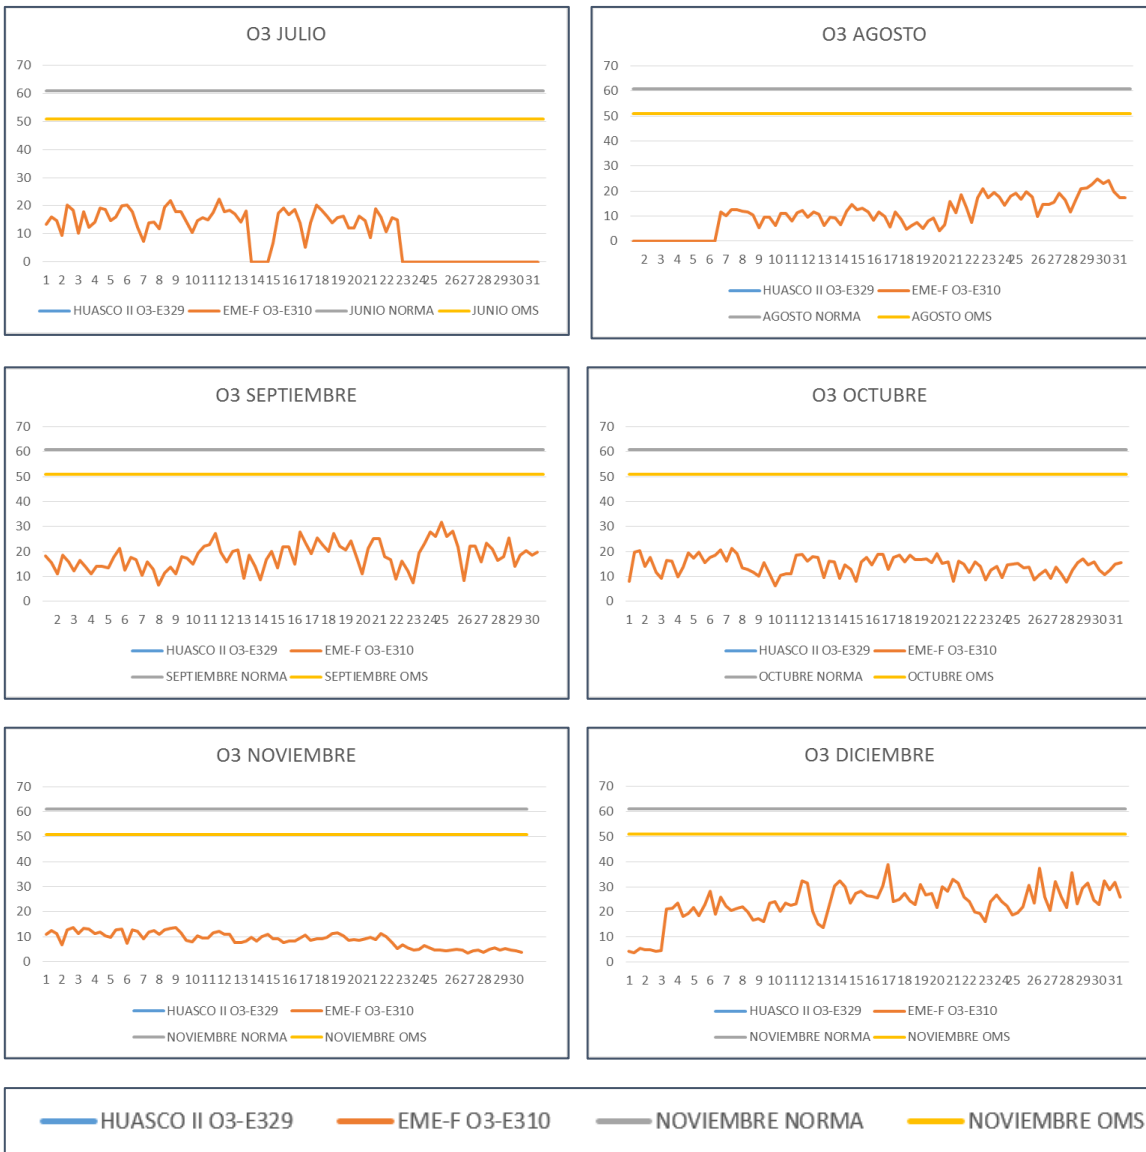 O3 JULIO
70
60
50
40
30
20
10
0
1 2 3 4 5 6 7 8 9 10 11 12 13 14 15 16 17 18 19 20 21 22 23 24 25 26 27 28 29 30 31
HUASCO II O3-E329 EME-F O3-E310 JUNIO NORMA JUNIO OMS
O3 AGOSTO
70
60
50
40
30
20
10
0
2 3 4 5 6 7 8 9 10 11 12 13 14 15 16 17 18 19 20 21 22 23 24 25 26 27 28 29 30 31
HUASCO II O3-E329 EME-F O3-E310
AGOSTO NORMA AGOSTO OMS
O3 SEPTIEMBRE
70
60
50
40
30
20
10
0
2 3 4 5 6 7 8 9 10 11 12 13 14 15 16 17 18 19 20 21 22 23 24 25 26 27 28 29 30
HUASCO II O3-E329 EME-F O3-E310
SEPTIEMBRE NORMA SEPTIEMBRE OMS
O3 OCTUBRE
70
60
50
40
30
20
10
0
1 2 3 4 5 6 7 8 9 10 11 12 13 14 15 16 17 18 19 20 21 22 23 24 25 26 27 28 29 30 31
HUASCO II O3-E329 EME-F O3-E310
OCTUBRE NORMA OCTUBRE OMS
O3 NOVIEMBRE
70
60
50
40
30
20
10
0
1 2 3 4 5 6 7 8 9 10 11 12 13 14 15 16 17 18 19 20 21 22 23 24 25 26 27 28 29 30
HUASCO II O3-E329 EME-F O3-E310
NOVIEMBRE NORMA NOVIEMBRE OMS
O3 DICIEMBRE
70
60
50
40
30
20
10
0
1 2 3 4 5 6 7 8 9 10 11 12 13 14 15 16 17 18 19 20 21 22 23 24 25 26 27 28 29 30 31
HUASCO II O3-E329 EME-F O3-E310
NOVIEMBRE NORMA NOVIEMBRE OMS
HUASCO II O3-E329 EME-F O3-E310 NOVIEMBRE NORMA NOVIEMBRE OMS